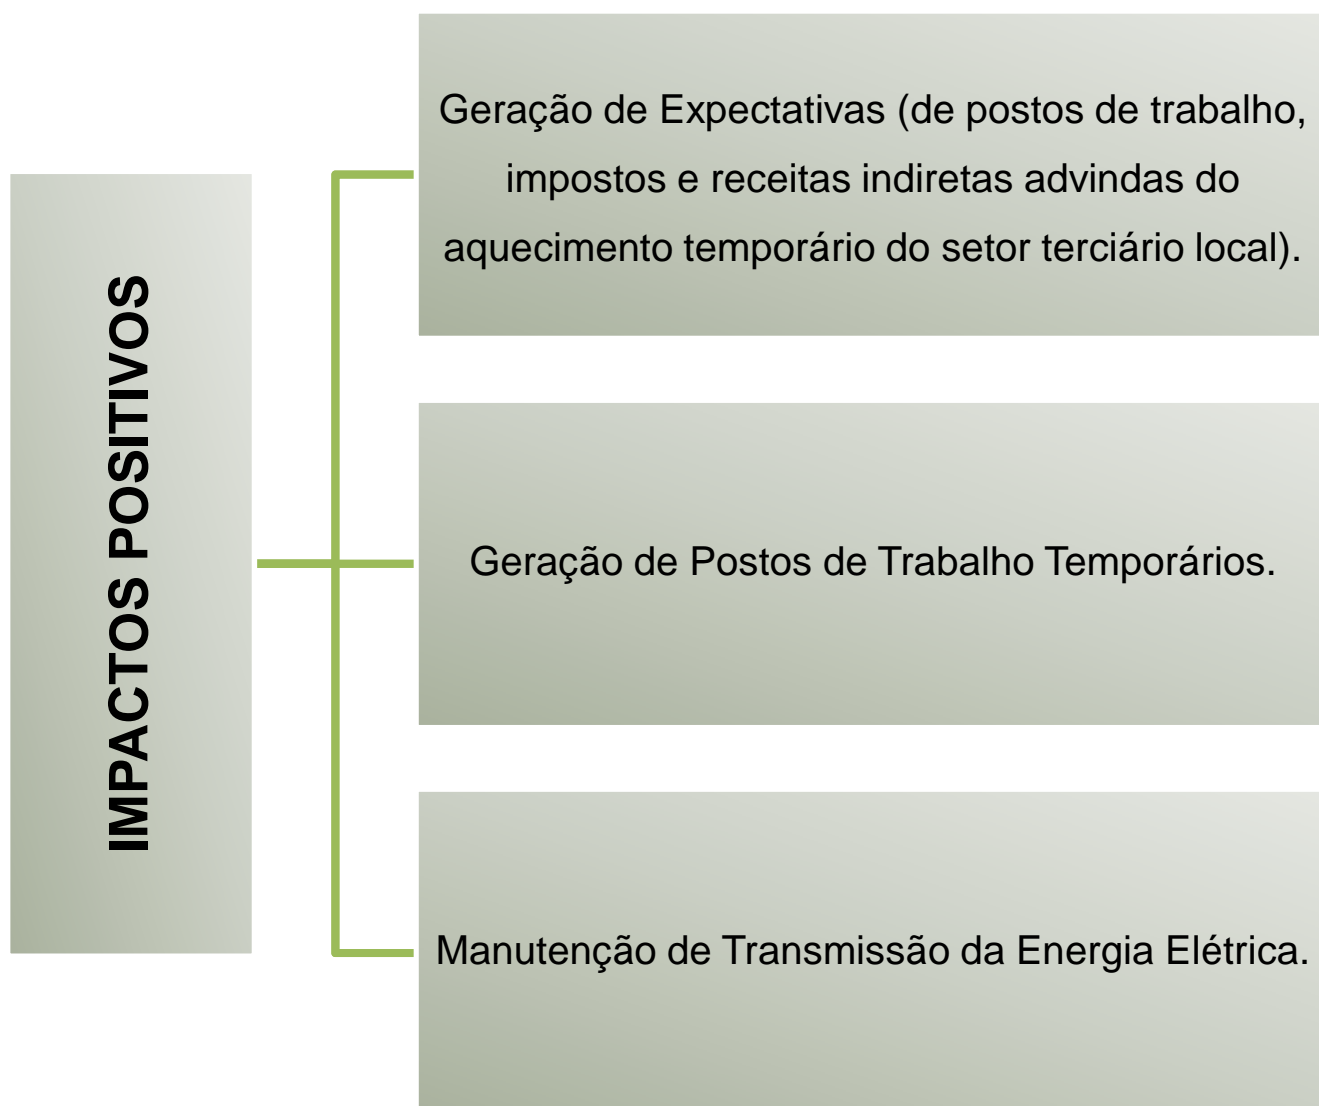 IMPACTOS POSITIVOS
Geração de Expectativas (de postos de trabalho,
impostos e receitas indiretas advindas do
aquecimento temporário do setor terciário local).
Geração de Postos de Trabalho Temporários.
Manutenção de Transmissão da Energia Elétrica.